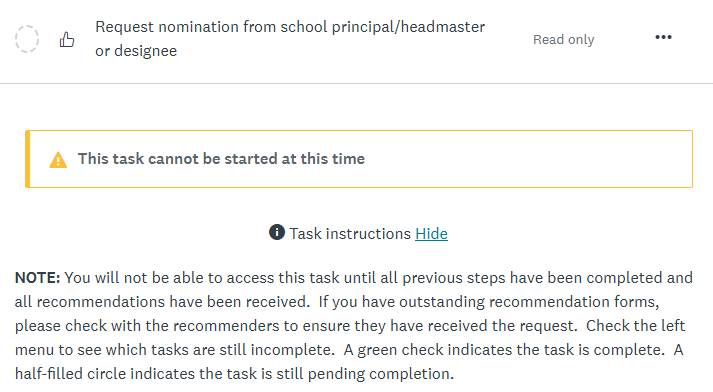 Request nomination from school principal/headmaster
or designee
Read only
This task cannot be started at this time
Task instructions Hide
NOTE: You will not be able to access this task until all previous steps have been completed and
all recommendations have been received.  If you have outstanding recommendation forms,
please check with the recommenders to ensure they have received the request.  Check the left
menu to see which tasks are still incomplete.  A green check indicates the task is complete.  A
half-filled circle indicates the task is still pending completion.